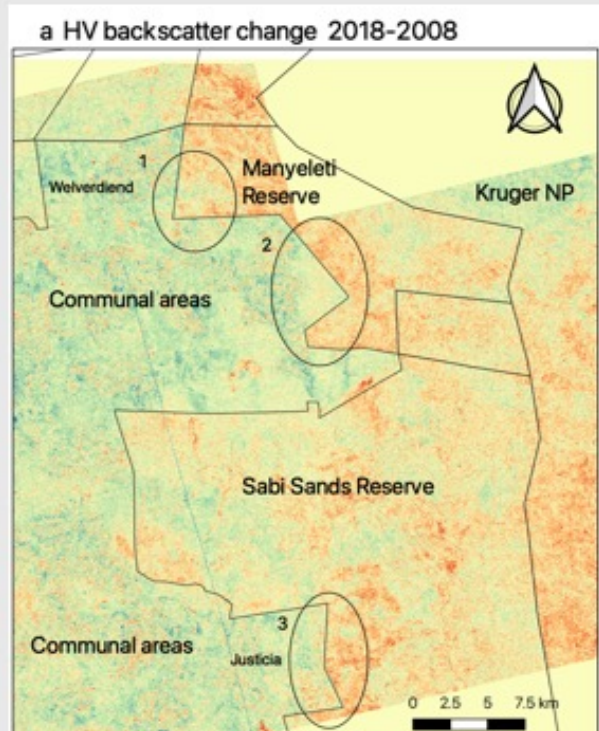 a HV backscatter change 2018-2008
1
Welverdiend
Manyeleti
Reserve
Kruger NP
2
Communal areas
Sabi Sands Reserve
3
Communal areas
Justicia
0 2.5 5 7.5 km